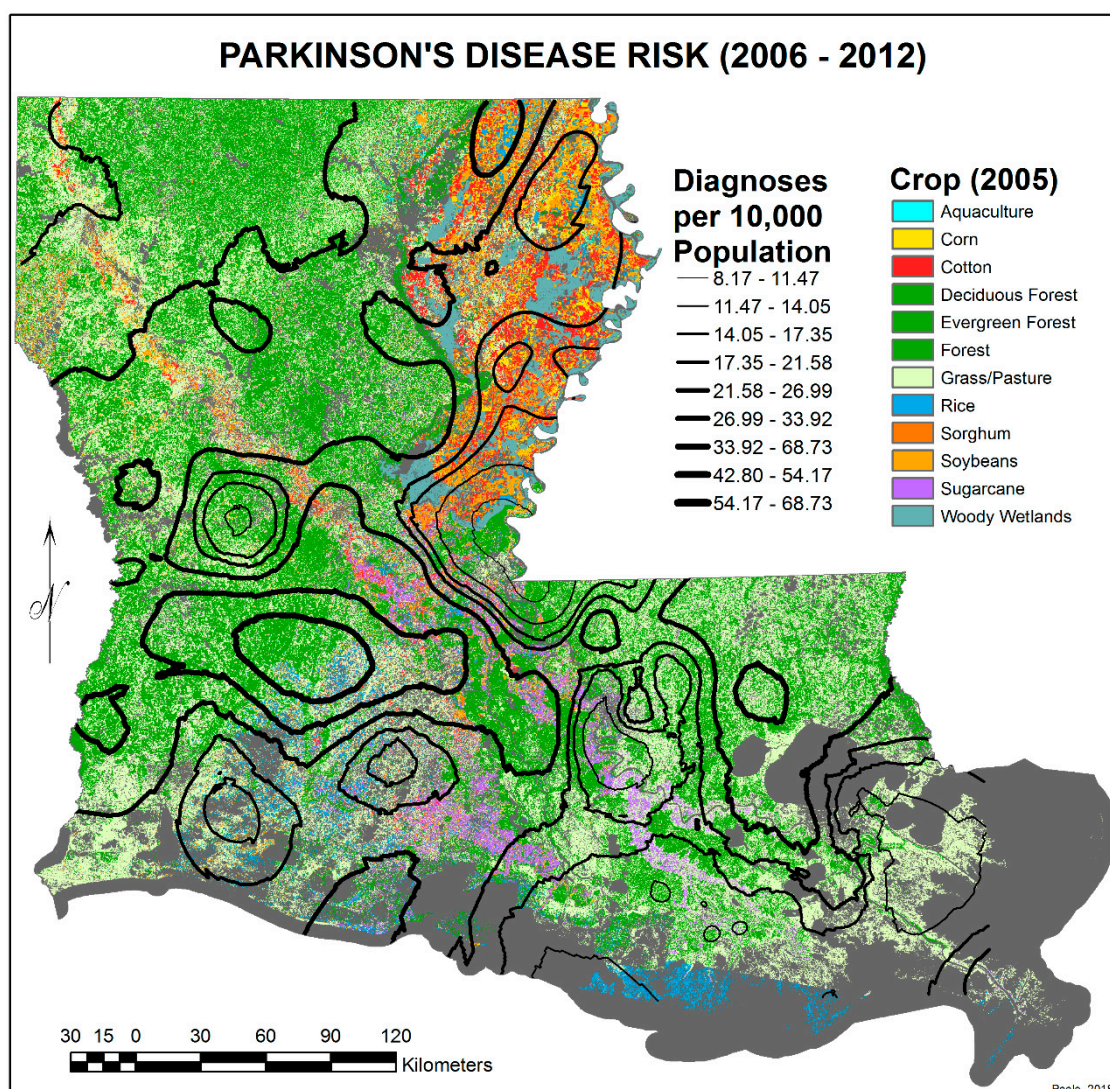 PARKINSON'S DISEASE RISK (2006 - 2012)
Diagnoses
per 10,000
Population
8.17 - 11.47
11.47 - 14.05
14.05 - 17.35
17.35 - 21.58
21.58 - 26.99
26.99 - 33.92
33.92 - 68.73
42.80 - 54.17
54.17 - 68.73
Crop (2005)
Aquaculture
Corn
Cotton
Deciduous Forest
Evergreen Forest
Forest
Grass/Pasture
Rice
Sorghum
Soybeans
Sugarcane
Woody Wetlands
N
30 15 0 30 60 90 120
Kilometers
2018